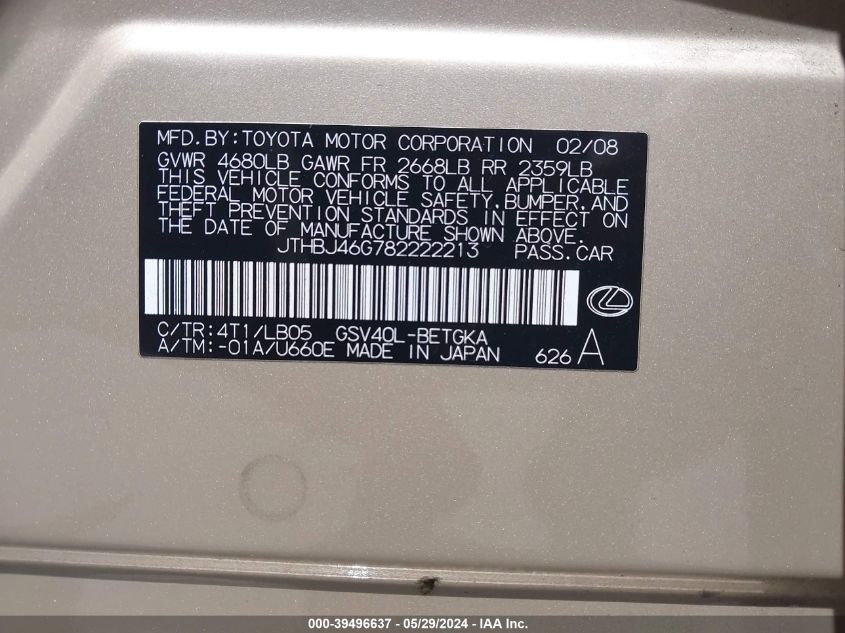 MFD. BY: TOYOTA MOTOR CORPORATION 02/08
GVWR 4680LB GAWR FR 2668LB RR 2359LB
THIS VEHICLE CONFORMS TO ALL APPLICABLE
FEDERAL MOTOR VEHICLE SAFETY, BUMPER, AND
THEFT PREVENTION STANDARDS IN EFFECT ON
THE DATE OF MANUFACTURE SHOWN ABOVE.
JTHBJ46G782222213 PASS. CAR
C/TR: 4T1/LB05 GSV40L-BETGKA
A/TM: -01A/U660E MADE IN JAPAN 626 A
000-39496637 - 05/29/2024 - IAA Inc.